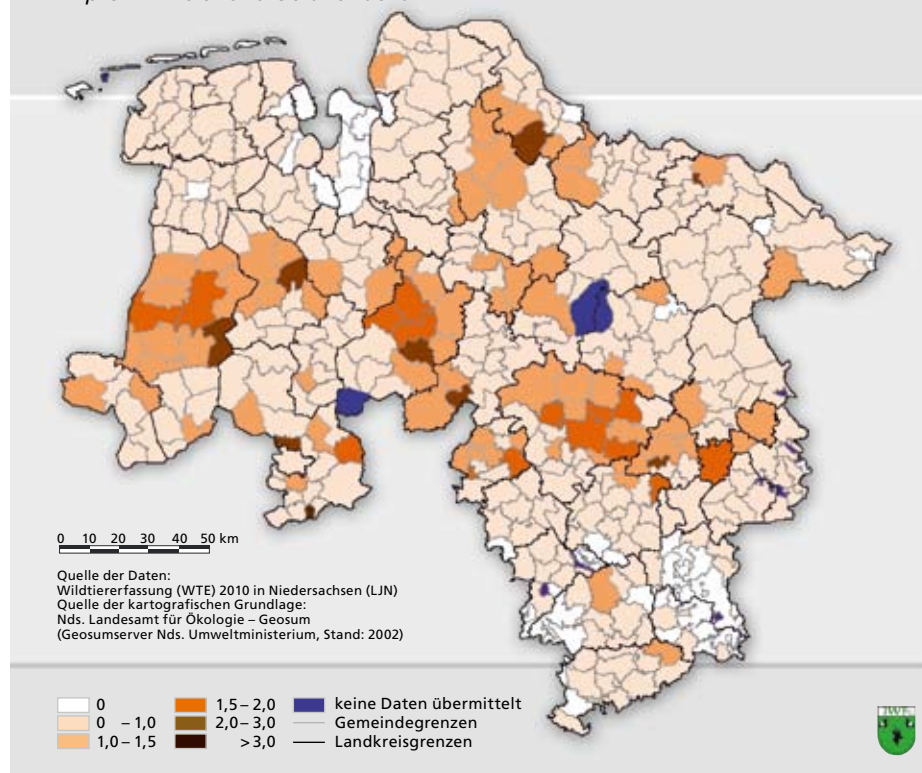 0 10 20 30 40 50 km
Quelle der Daten:
Wildtiererfassung (WTE) 2010 in Niedersachsen (LJN)
Quelle der kartografischen Grundlage:
Nds. Landesamt für Ökologie – Geosum
(Geosumserver Nds. Umweltministerium, Stand: 2002)
0
0 – 1,0
1,0 – 1,5
1,5 – 2,0
2,0 – 3,0
> 3,0
keine Daten übermittelt
Gemeindegrenzen
Landkreisgrenzen